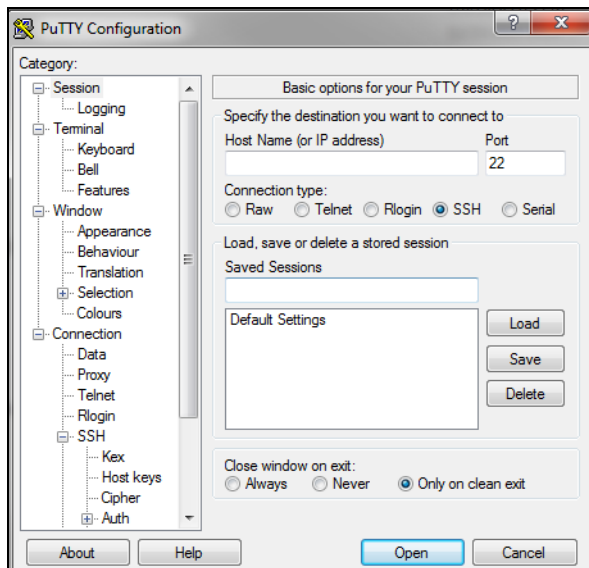 PuTTY Configuration
Category:
Session
Logging
Terminal
Keyboard
Bell
Features
Window
Appearance
Behaviour
Translation
Selection
Colours
Connection
Data
Proxy
Telnet
Rlogin
SSH
Kex
Host keys
Cipher
Auth
Basic options for your PuTTY session
Specify the destination you want to connect to
Host Name (or IP address) Port
22
Connection type:
Raw Telnet Rlogin SSH Serial
Load, save or delete a stored session
Saved Sessions
Default Settings
Load
Save
Delete
Close window on exit:
Always Never Only on clean exit
About Help Open Cancel